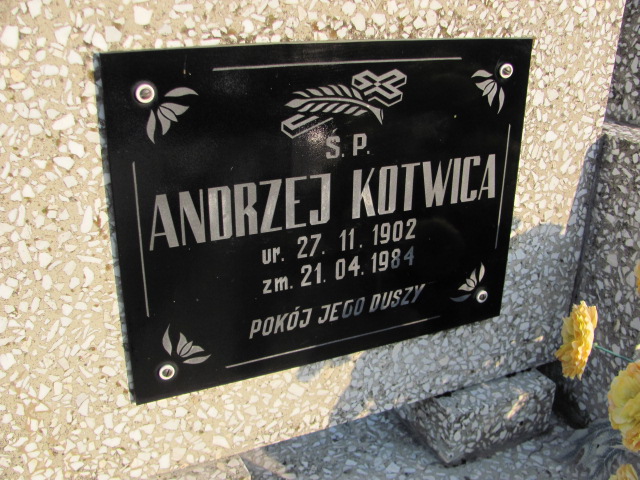 Ś. P.
ANDRZEJ KOTWICA
ur. 27. 11. 1902
zm. 21. 04. 1984
POKÓJ JEGO DUSZY